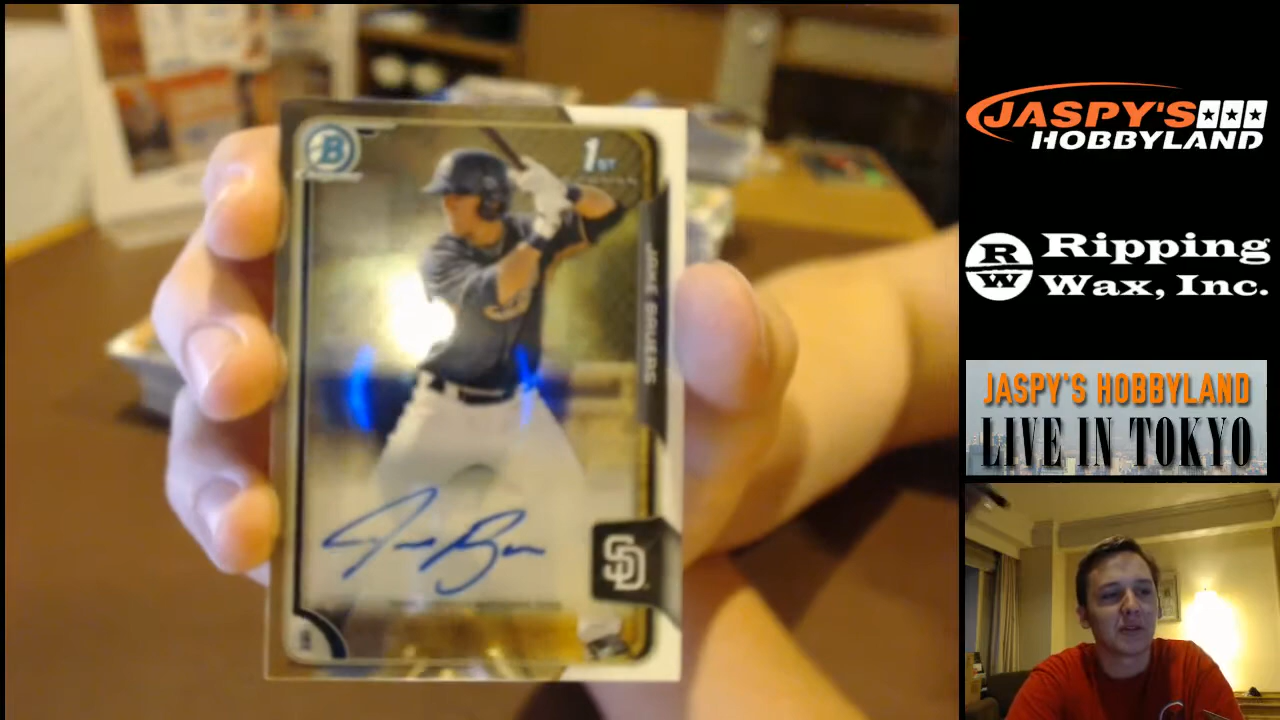 B
1ST
JAKE BAUERS
SD
JASPY'S
HOBBYLAND
R
W
Ripping
Wax, Inc.
JASPY'S HOBBYLAND
LIVE IN TOKYO